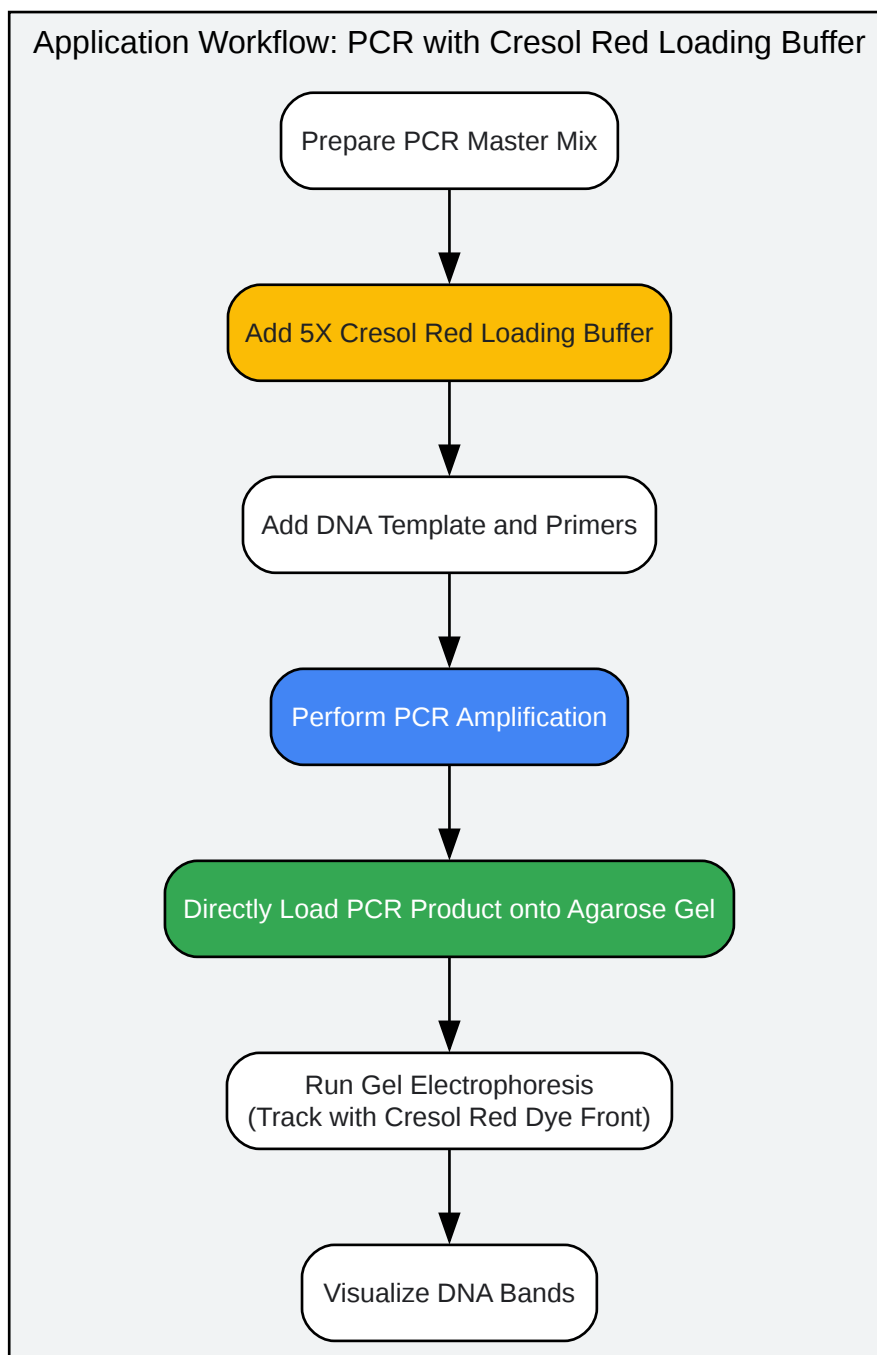 Application Workflow: PCR with Cresol Red Loading Buffer
Prepare PCR Master Mix
Add 5X Cresol Red Loading Buffer
Add DNA Template and Primers
Perform PCR Amplification
Directly Load PCR Product onto Agarose Gel
Run Gel Electrophoresis
(Track with Cresol Red Dye Front)
Visualize DNA Bands